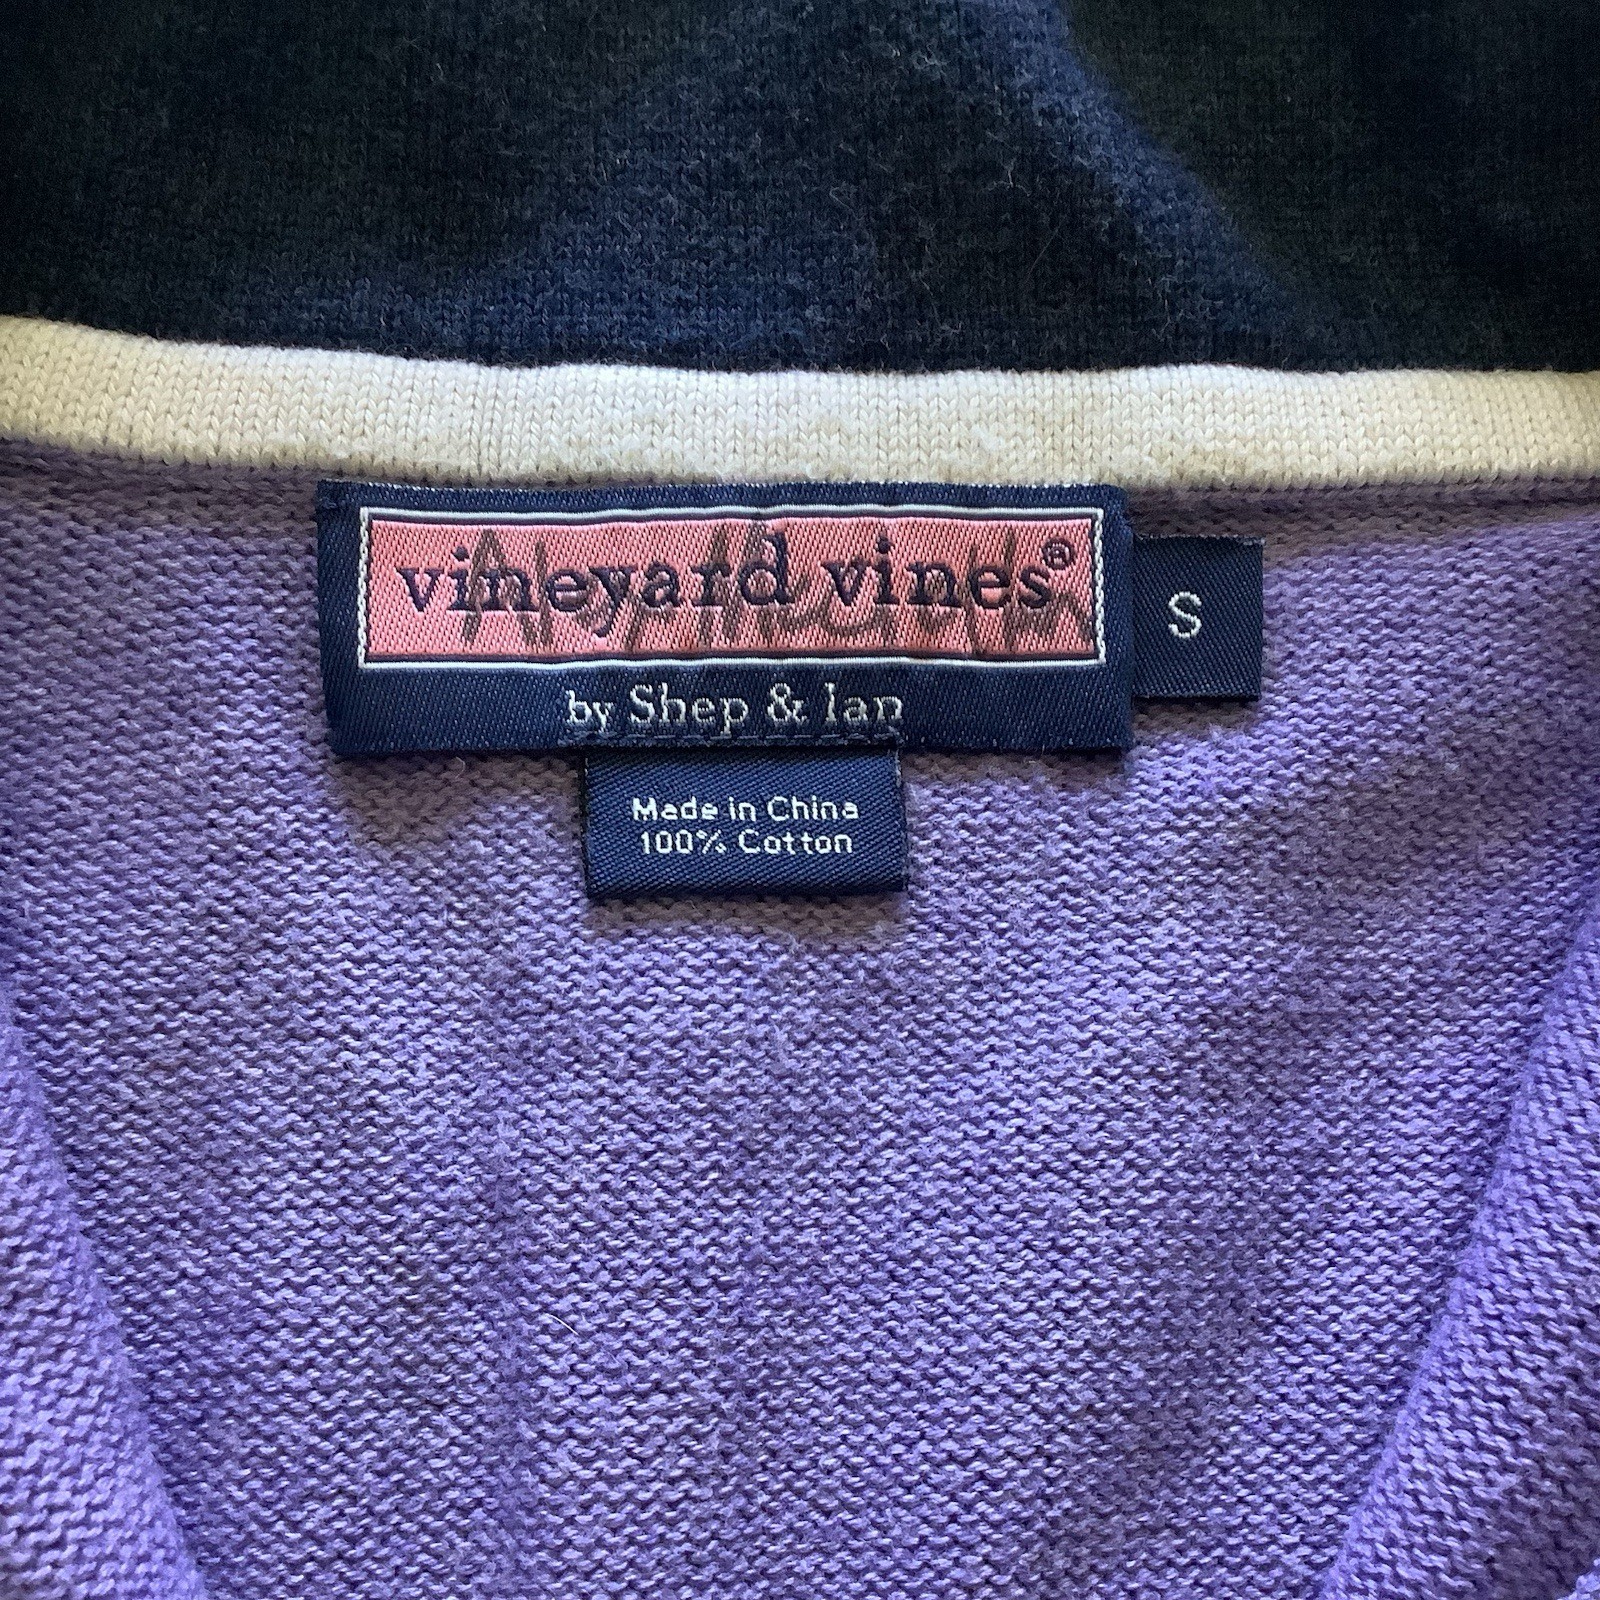 vineyard vines®
by Shep & Ian
S
Made in China
100% Cotton